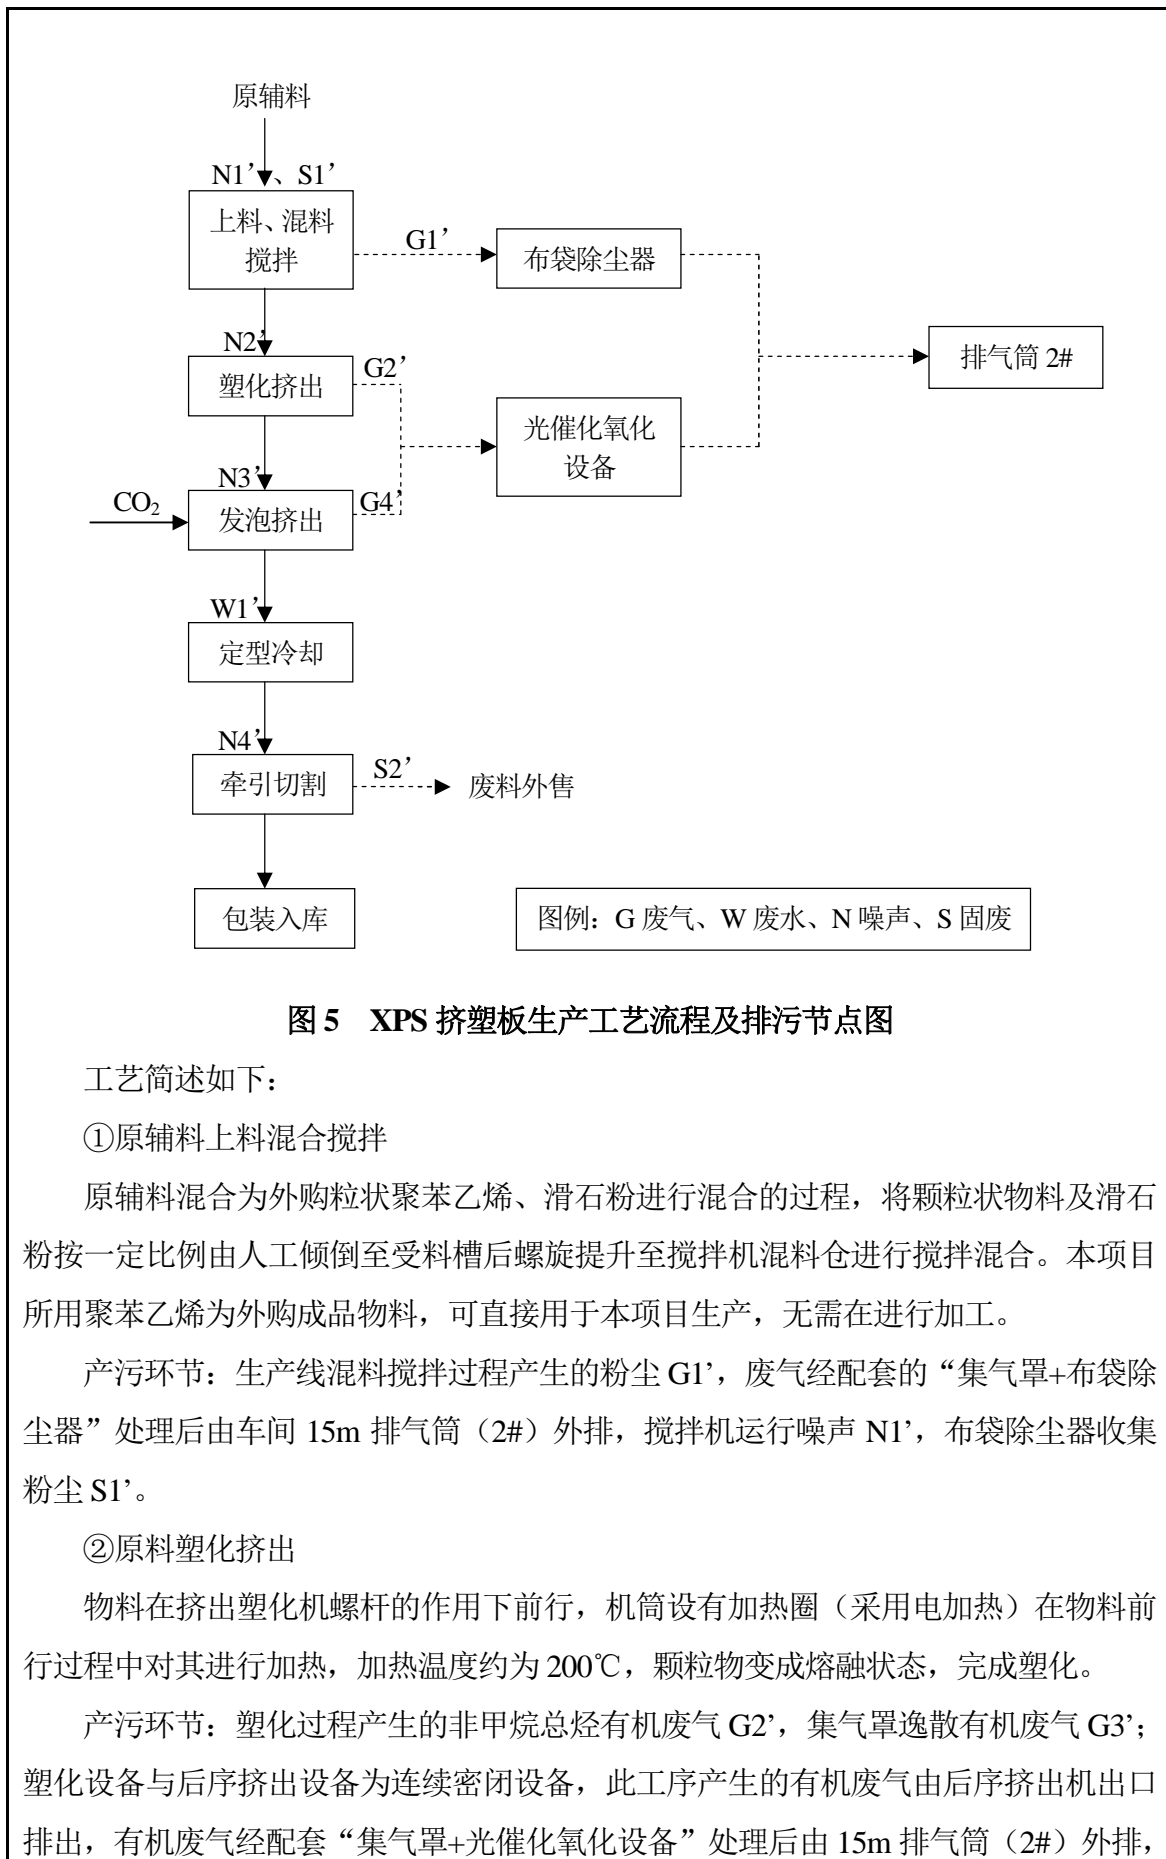 原辅料
N1’、S1’
上料、混料
搅拌
G1’
布袋除尘器
N2’
塑化挤出
G2’
排气筒 2#
光催化氧化
设备
N3’
CO₂
发泡挤出
G4’
W1’
定型冷却
N4’
牵引切割
S2’
废料外售
包装入库
图例：G 废气、W 废水、N 噪声、S 固废
图 5 XPS 挤塑板生产工艺流程及排污节点图
工艺简述如下：
①原辅料上料混合搅拌
原辅料混合为外购粒状聚苯乙烯、滑石粉进行混合的过程，将颗粒状物料及滑石
粉按一定比例由人工倾倒至受料槽后螺旋提升至搅拌机混料仓进行搅拌混合。本项目
所用聚苯乙烯为外购成品物料，可直接用于本项目生产，无需在进行加工。
产污环节：生产线混料搅拌过程产生的粉尘 G1’，废气经配套的“集气罩+布袋除
尘器”处理后由车间 15m 排气筒（2#）外排，搅拌机运行噪声 N1’，布袋除尘器收集
粉尘 S1’。
②原料塑化挤出
物料在挤出塑化机螺杆的作用下前行，机筒设有加热圈（采用电加热）在物料前
行过程中对其进行加热，加热温度约为 200℃，颗粒物变成熔融状态，完成塑化。
产污环节：塑化过程产生的非甲烷总烃有机废气 G2’，集气罩逸散有机废气 G3’；
塑化设备与后序挤出设备为连续密闭设备，此工序产生的有机废气由后序挤出机出口
排出，有机废气经配套“集气罩+光催化氧化设备”处理后由 15m 排气筒（2#）外排，